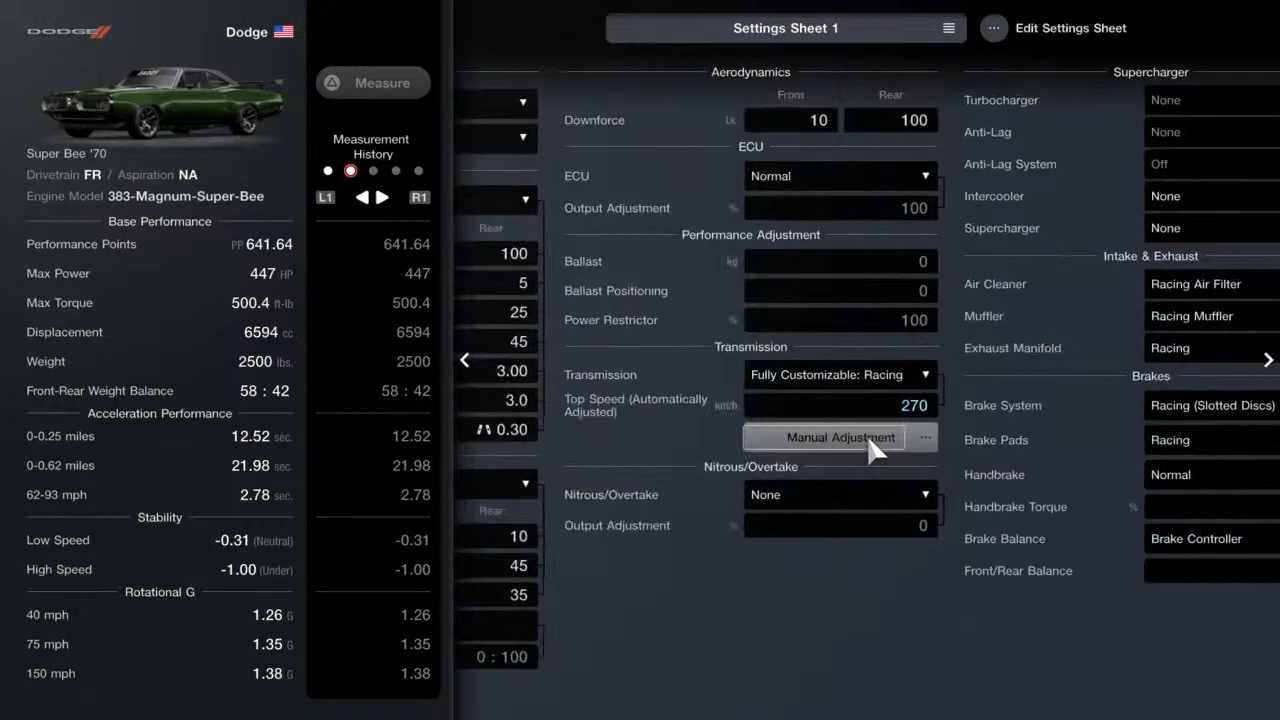 DODGE
Dodge
Super Bee '70
Drivetrain FR / Aspiration NA
Engine Model 383-Magnum-Super-Bee
Base Performance
Performance Points PP 641.64
Max Power 447 HP
Max Torque 500.4 ft-lb
Displacement 6594 cc
Weight 2500 lbs.
Front-Rear Weight Balance 58 : 42
Acceleration Performance
0-0.25 miles 12.52 sec.
0-0.62 miles 21.98 sec.
62-93 mph 2.78 sec.
Stability
Low Speed -0.31 (Neutral)
High Speed -1.00 (Under)
Rotational G
40 mph 1.26 G
75 mph 1.35 G
150 mph 1.38 G
Measure
Measurement
History
L1 R1
641.64
447
500.4
6594
2500
58 : 42
12.52
21.98
2.78
-0.31
-1.00
1.26
1.35
1.38
Settings Sheet 1
Edit Settings Sheet
Rear
100
5
25
45
3.00
3.0
0.30
Rear
10
45
35
0 : 100
Aerodynamics
Front Rear
Downforce Lv. 10 100
ECU
ECU Normal
Output Adjustment % 100
Performance Adjustment
Ballast kg 0
Ballast Positioning 0
Power Restrictor % 100
Transmission
Transmission Fully Customizable: Racing
Top Speed (Automatically
Adjusted) km/h 270
Manual Adjustment
Nitrous/Overtake
Nitrous/Overtake None
Output Adjustment % 0
Supercharger
Turbocharger None
Anti-Lag None
Anti-Lag System Off
Intercooler None
Supercharger None
Intake & Exhaust
Air Cleaner Racing Air Filter
Muffler Racing Muffler
Exhaust Manifold Racing
Brakes
Brake System Racing (Slotted Discs)
Brake Pads Racing
Handbrake Normal
Handbrake Torque %
Brake Balance Brake Controller
Front/Rear Balance